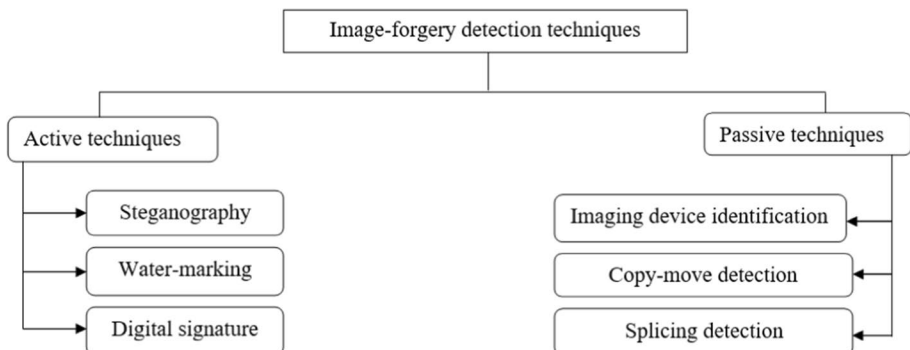 Image-forgery detection techniques
Active techniques
Passive techniques
Steganography
Water-marking
Digital signature
Imaging device identification
Copy-move detection
Splicing detection